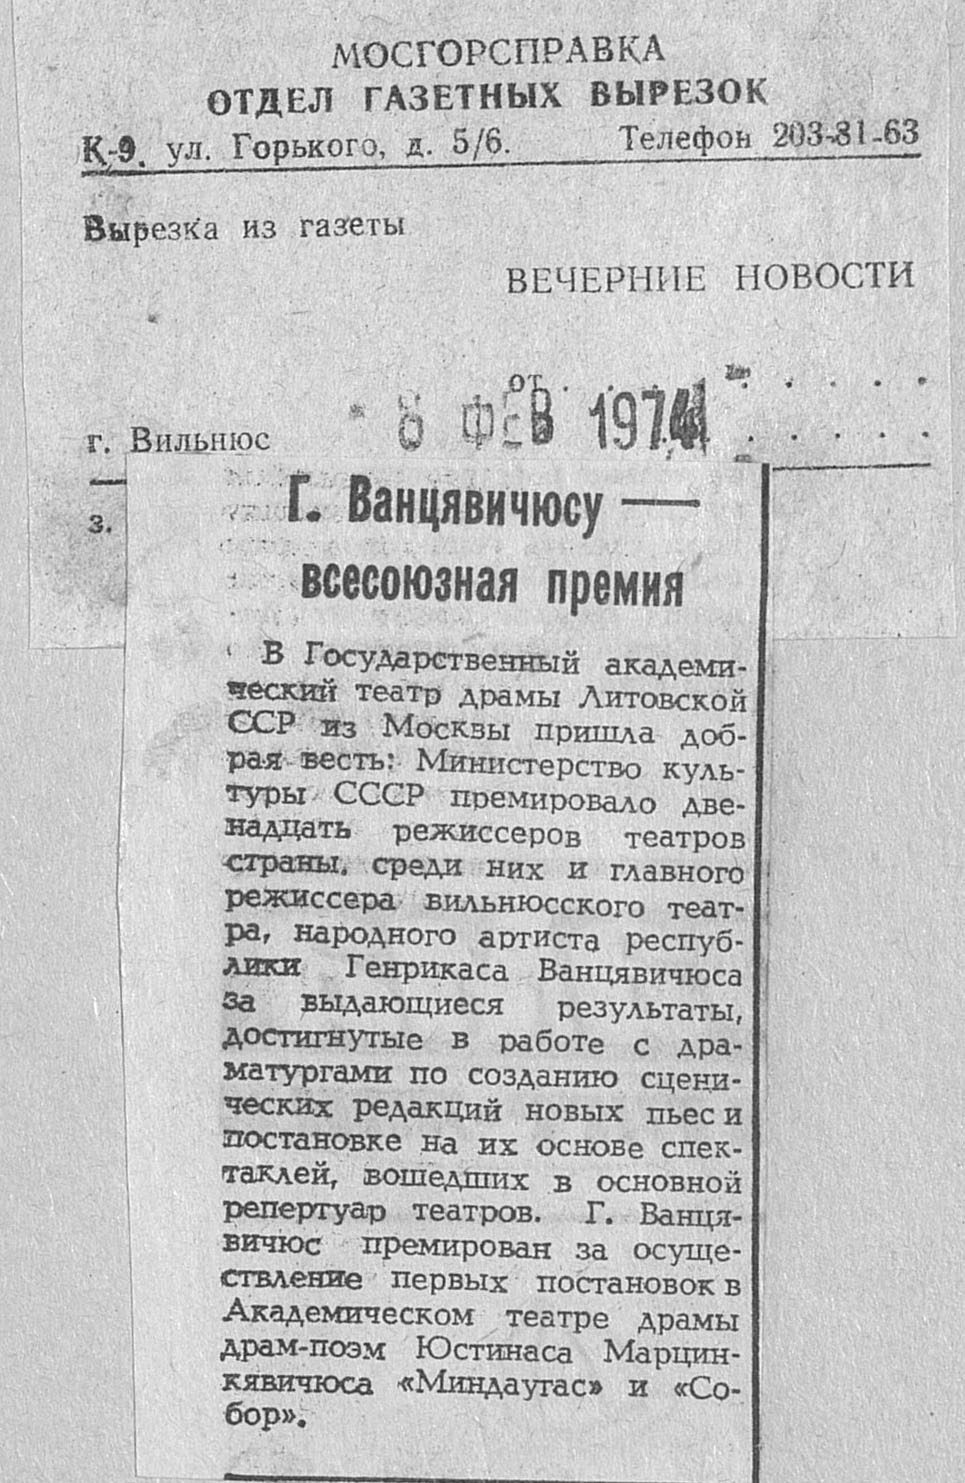 МОСГОРСПРАВКА
ОТДЕЛ ГАЗЕТНЫХ ВЫРЕЗОК
К-9. ул. Горького, д. 5/6. Телефон 203-81-63
Вырезка из газеты
ВЕЧЕРНИЕ НОВОСТИ
от . . . . . . . . .
г. Вильнюс 8 ФЕВ 1974 . . . . .
з.
Г. Ванцявичюсу —
всесоюзная премия
В Государственный академи-
ческий театр драмы Литовской
ССР из Москвы пришла доб-
рая весть: Министерство куль-
туры СССР премировало две-
надцать режиссеров театров
страны, среди них и главного
режиссера вильнюсского теат-
ра, народного артиста респуб-
лики Генрикаса Ванцявичюса
за выдающиеся результаты,
достигнутые в работе с дра-
матургами по созданию сцени-
ческих редакций новых пьес и
постановке на их основе спек-
таклей, вошедших в основной
репертуар театров. Г. Ванця-
вичюс премирован за осуще-
ствление первых постановок в
Академическом театре драмы
драм-поэм Юстинаса Марцин-
кявичюса «Миндаугас» и «Со-
бор».